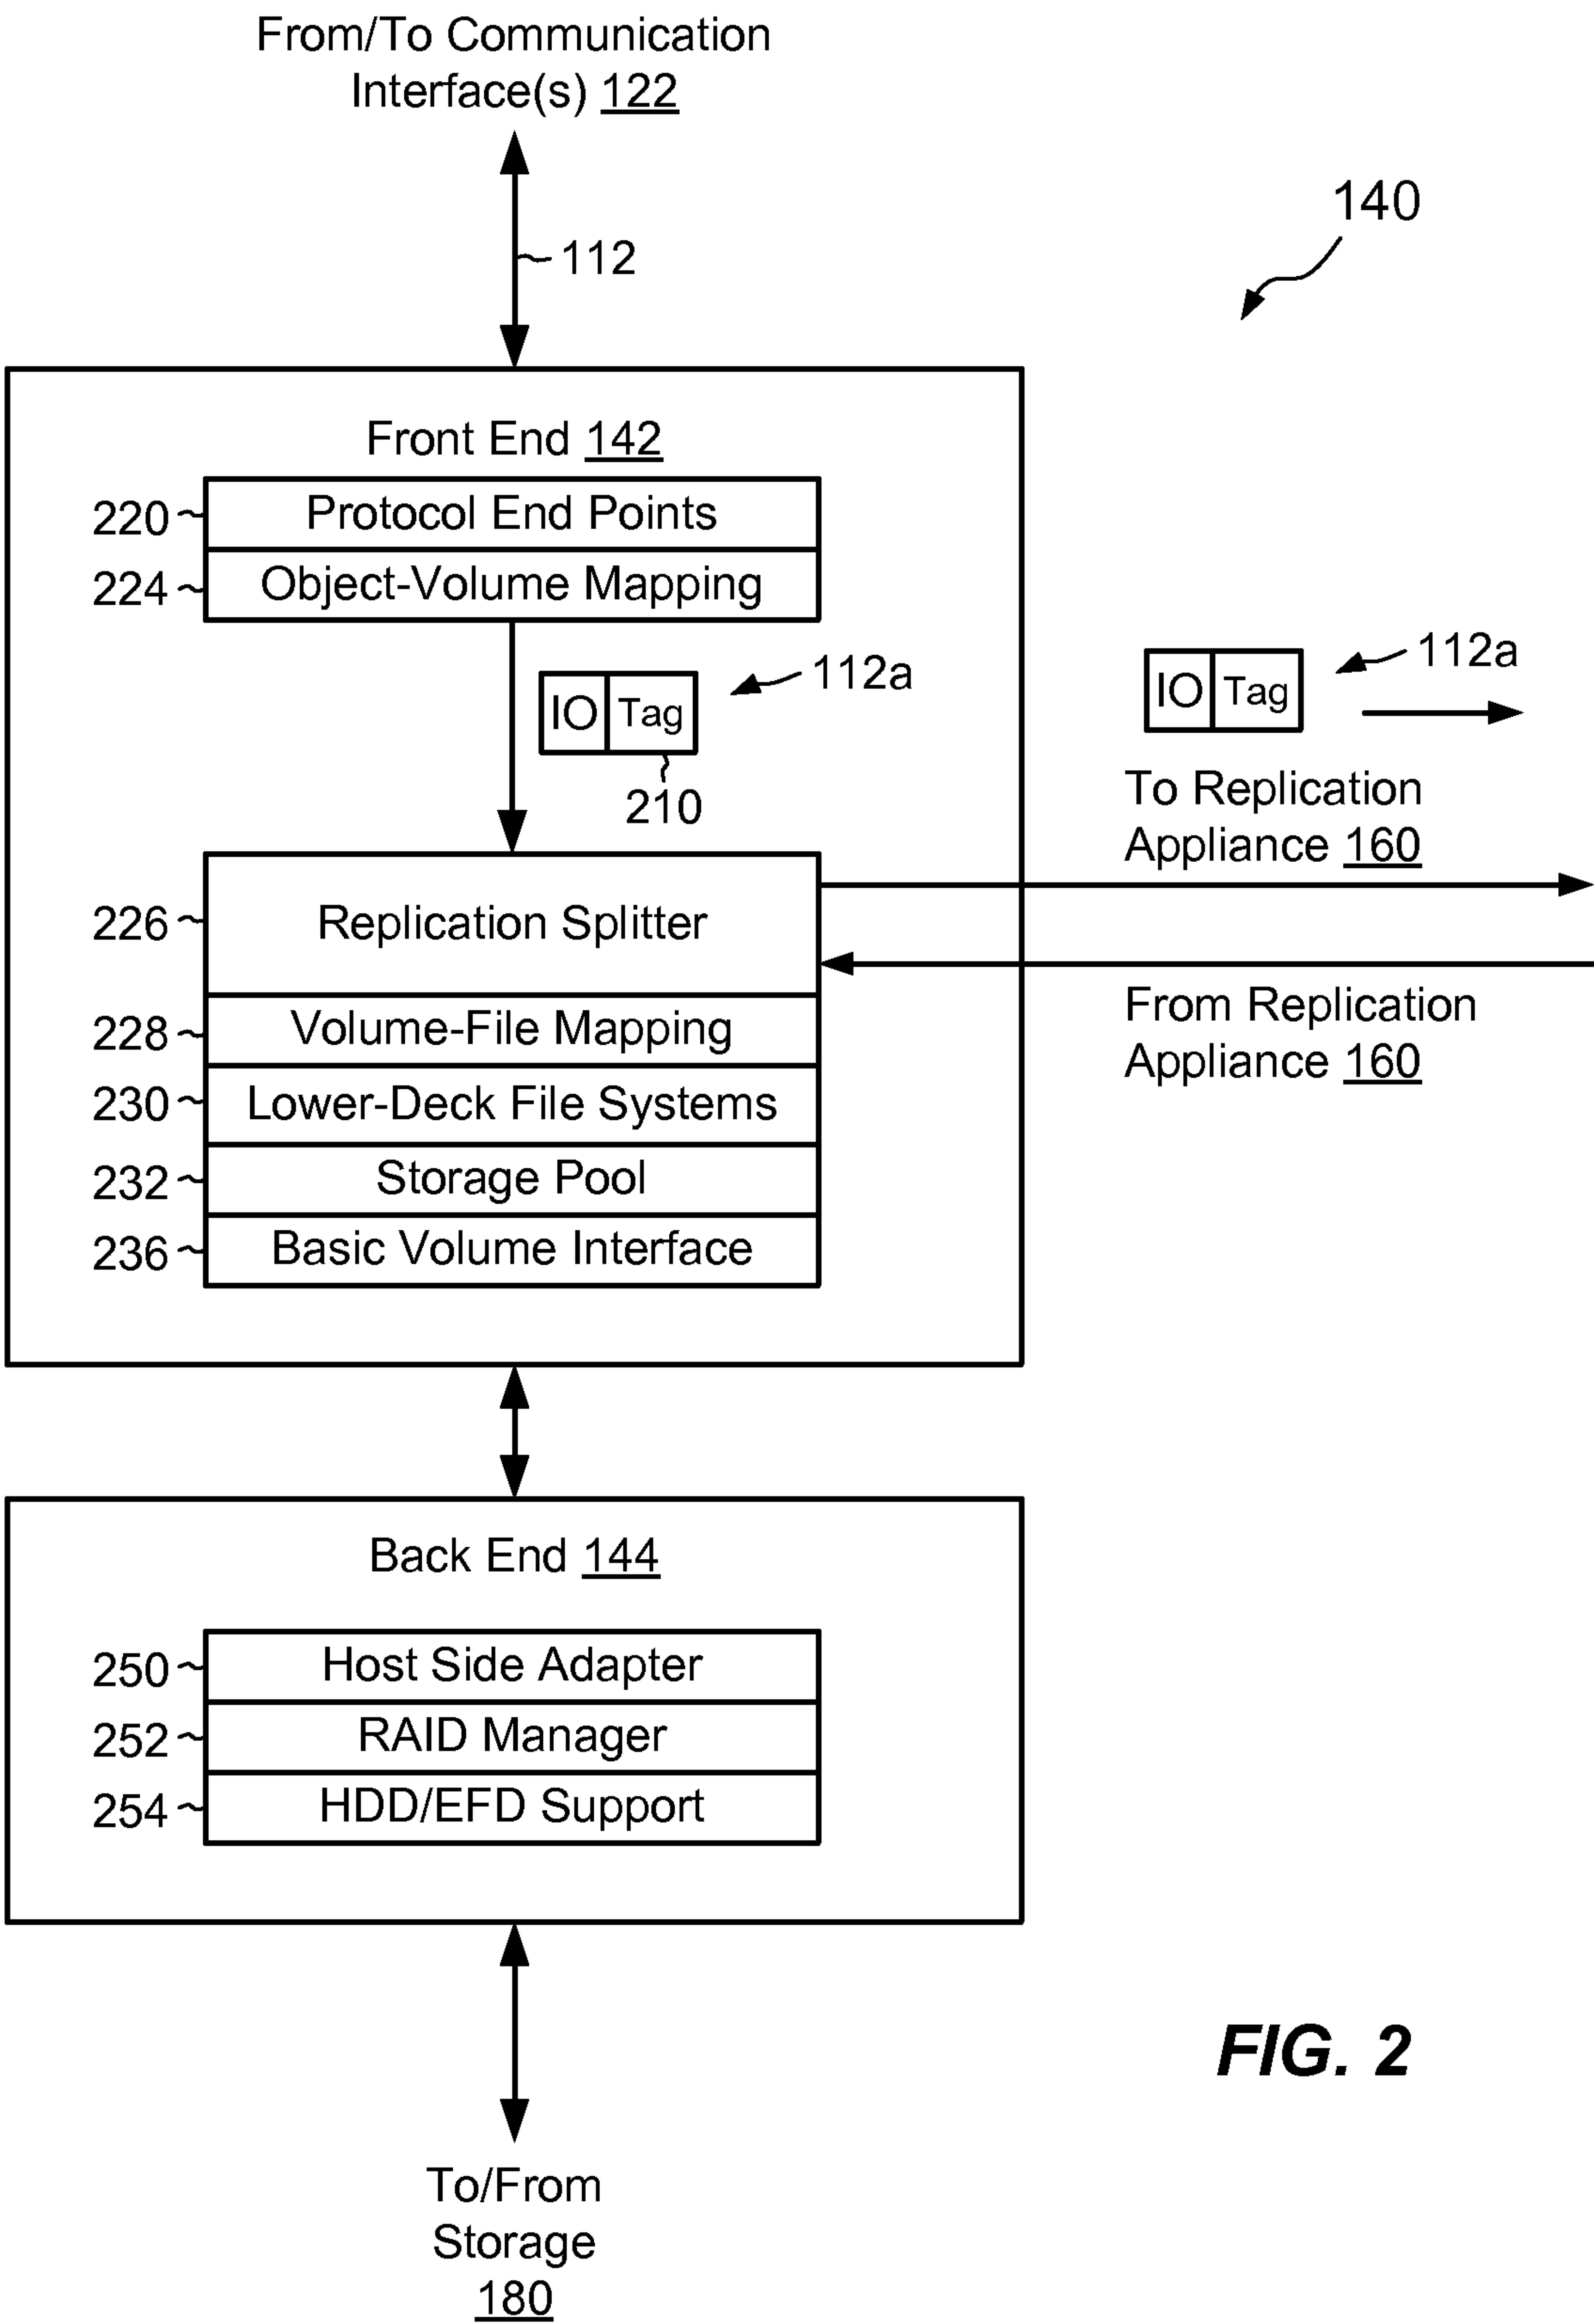 From/To Communication
Interface(s) 122
112
140
Front End 142
220
Protocol End Points
224
Object-Volume Mapping
IO Tag
112a
210
IO Tag
112a
To Replication
Appliance 160
226
Replication Splitter
From Replication
Appliance 160
228
Volume-File Mapping
230
Lower-Deck File Systems
232
Storage Pool
236
Basic Volume Interface
Back End 144
250
Host Side Adapter
252
RAID Manager
254
HDD/EFD Support
FIG. 2
To/From
Storage
180